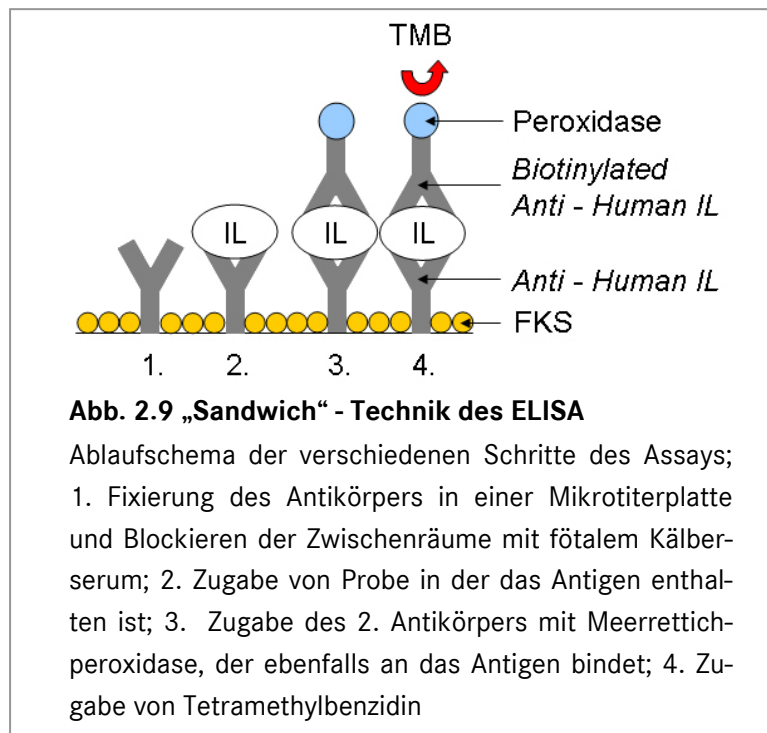 TMB
Peroxidase
Biotinylated
Anti - Human IL
IL IL IL
Anti - Human IL
FKS
1. 2. 3. 4.
Abb. 2.9 „Sandwich“ - Technik des ELISA
Ablaufschema der verschiedenen Schritte des Assays;
1. Fixierung des Antikörpers in einer Mikrotiterplatte
und Blockieren der Zwischenräume mit fötalem Kälber-
serum; 2. Zugabe von Probe in der das Antigen enthal-
ten ist; 3. Zugabe des 2. Antikörpers mit Meerrettich-
peroxidase, der ebenfalls an das Antigen bindet; 4. Zu-
gabe von Tetramethylbenzidin